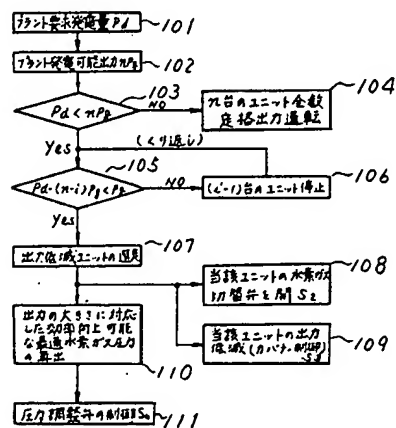 プラント要求発電量Pd
101
プラント発電可能出力nPg
102
103
Pd<nPg
NO
104
n台のユニット全数
定格出力運転
Yes
(くり返し)
105
Pd-(n-i)Pg<Pg
NO
106
(i-1)台のユニット停止
Yes
107
出力低減ユニットの選定
108
当該ユニットの水素ガス
切替弁を開 S2
出力の大きさに対応
した効率向上可能
な最適水素ガス圧力
の算出
110
当該ユニットの出力
低減(ガバナ制御)
109
圧力調整弁の制御
111